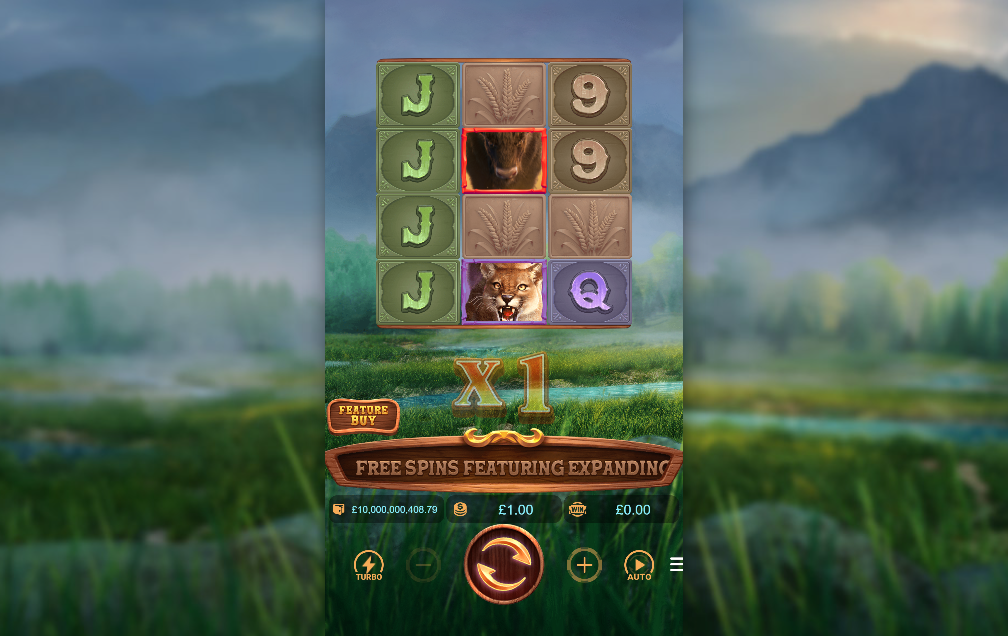 J 9
J 9
J
J Q
X1
FEATURE
BUY
FREE SPINS FEATURING EXPANDING
£10,000,000,408.79 £1.00 WIN £0.00
TURBO AUTO